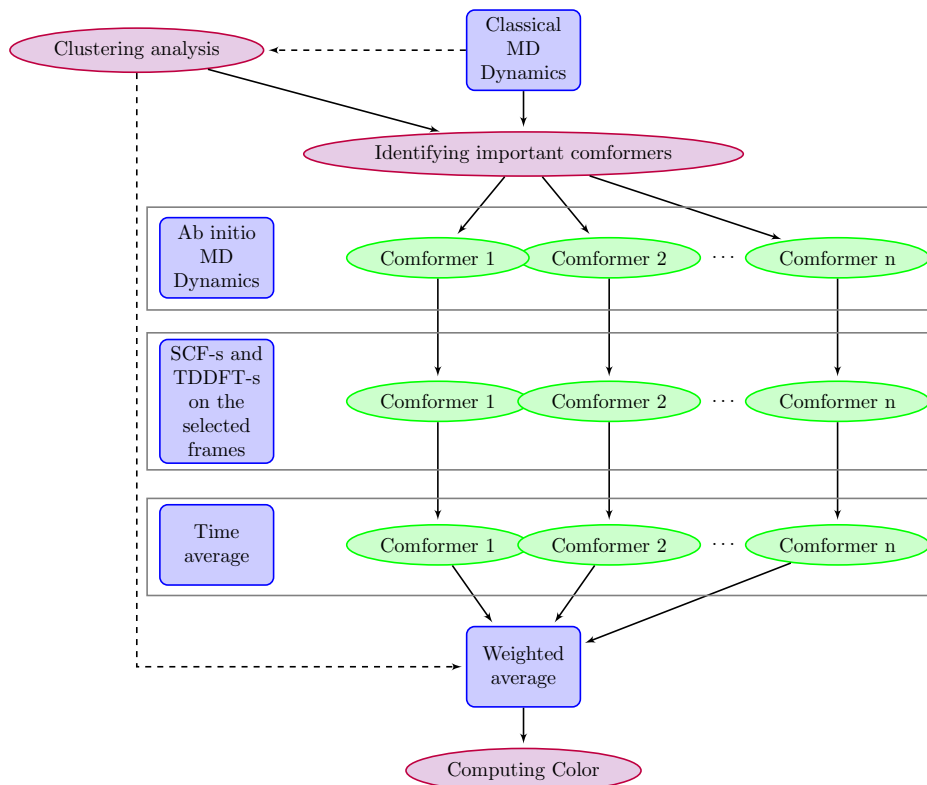 Clustering analysis
Classical
MD
Dynamics
Identifying important comformers
Ab initio
MD
Dynamics
Comformer 1
Comformer 2
···
Comformer n
SCF-s and
TDDFT-s
on the
selected
frames
Comformer 1
Comformer 2
···
Comformer n
Time
average
Comformer 1
Comformer 2
···
Comformer n
Weighted
average
Computing Color